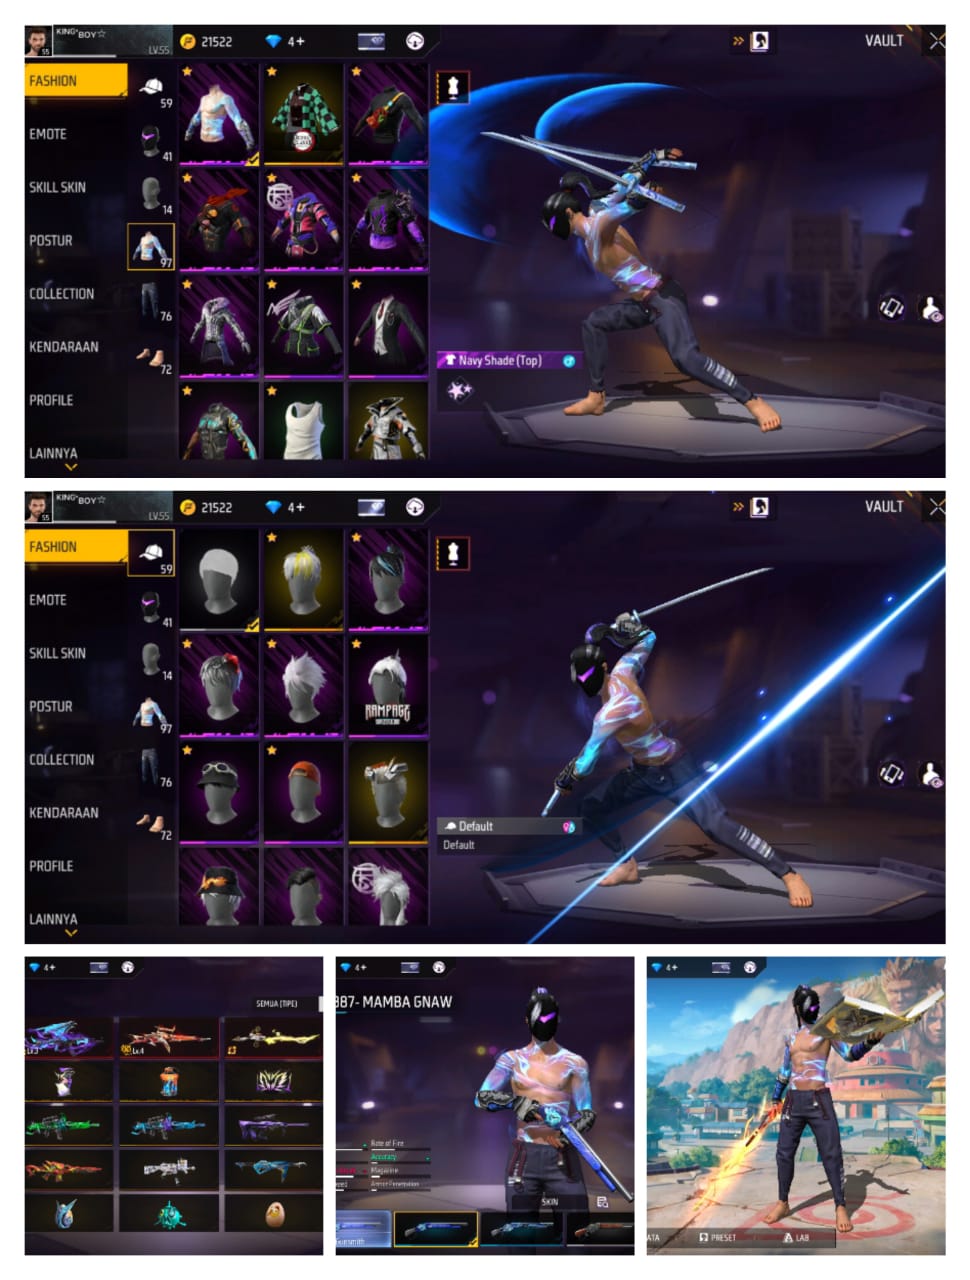 KING*BOY☆
55
LV.55
21522
4+
VAULT
FASHION
59
EMOTE
41
SKILL SKIN
14
POSTUR
97
COLLECTION
76
KENDARAAN
72
PROFILE
LAINNYA
Navy Shade (Top)
KING*BOY☆
55
LV.55
21522
4+
VAULT
FASHION
59
EMOTE
41
SKILL SKIN
14
POSTUR
97
COLLECTION
76
KENDARAAN
72
PROFILE
LAINNYA
RAMPAGE
Default
Default
4+
SEMUA (TIPE)
Lv.3
Lv.4
4+
887- MAMBA GNAW
Rate of Fire
Accuracy
Magazine
Armor Penetration
SKIN
Gunsmith
4+
ATA
PRESET
LAB